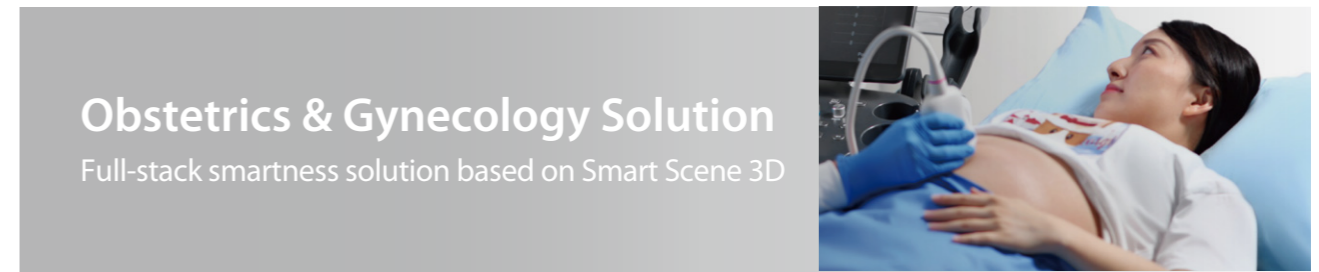 Obstetrics & Gynecology Solution
Full-stack smartness solution based on Smart Scene 3D